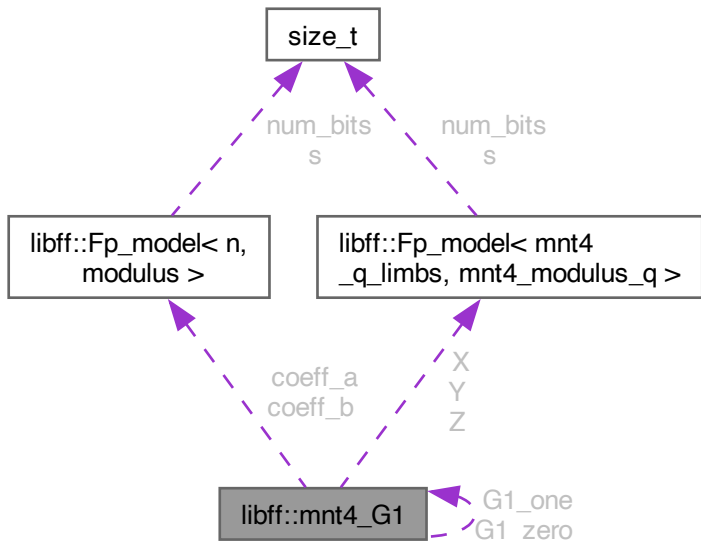 size_t
num_bits
s
num_bits
s
libff::Fp_model< n,
modulus >
libff::Fp_model< mnt4
_q_limbs, mnt4_modulus_q >
coeff_a
coeff_b
X
Y
Z
libff::mnt4_G1
G1_one
G1_zero